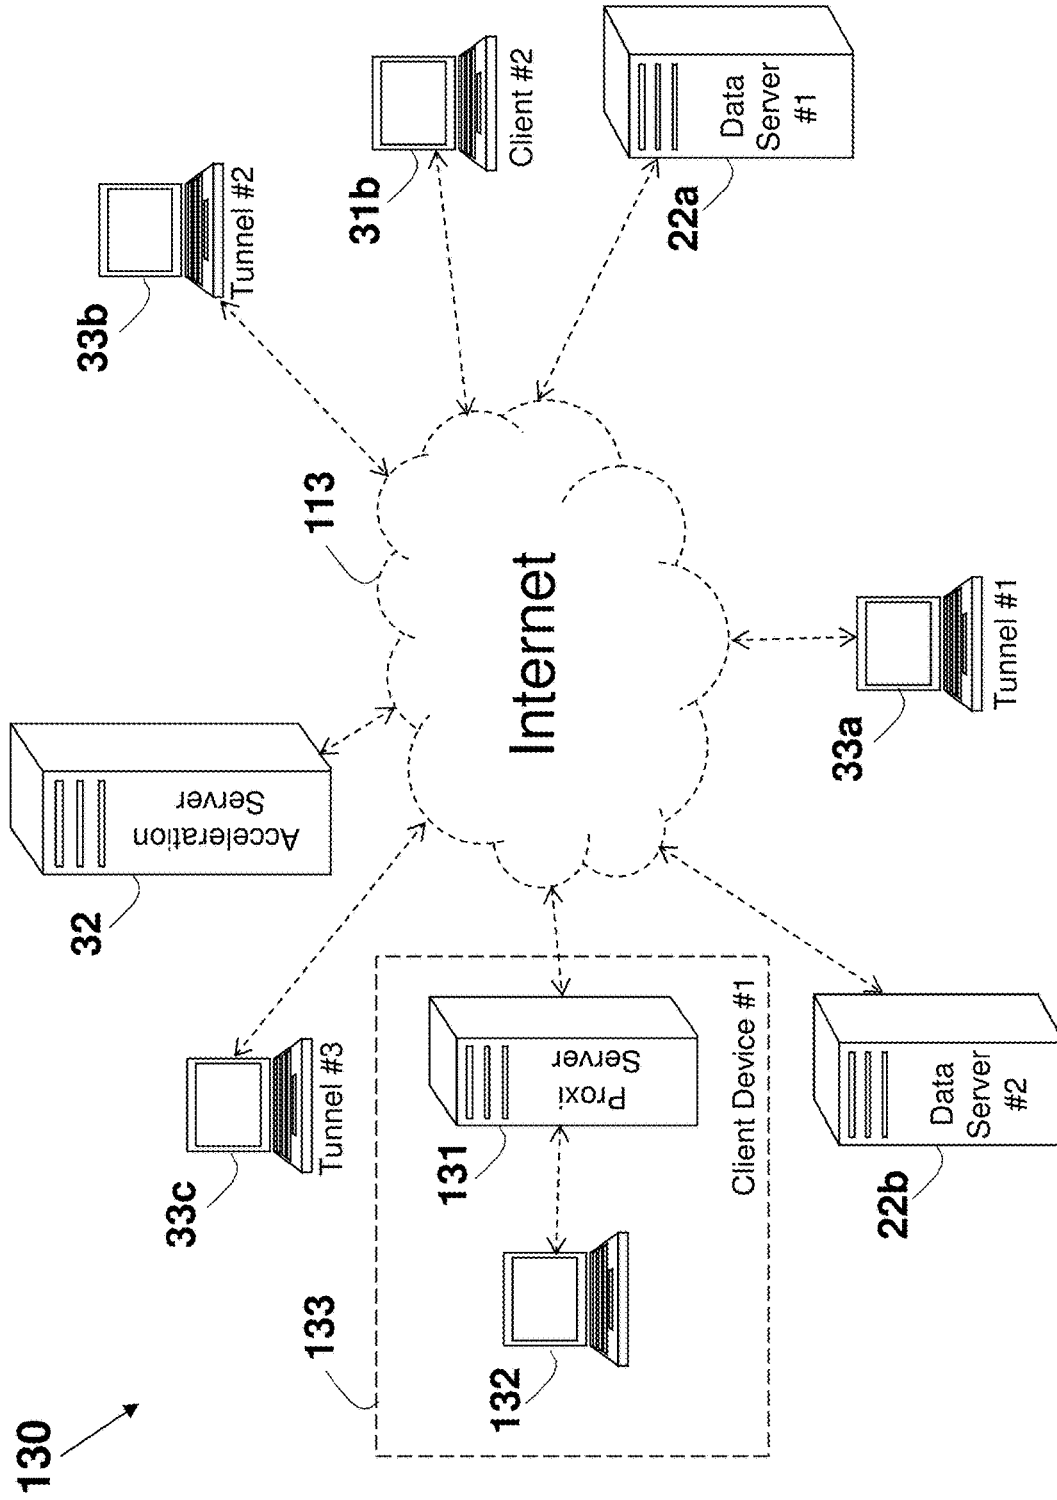 130
133
132
131
Proxi
Server
Client Device #1
33c
Tunnel #3
32
Acceleration
Server
113
Internet
33b
Tunnel #2
31b
Client #2
22a
Data
Server
#1
33a
Tunnel #1
22b
Data
Server
#2